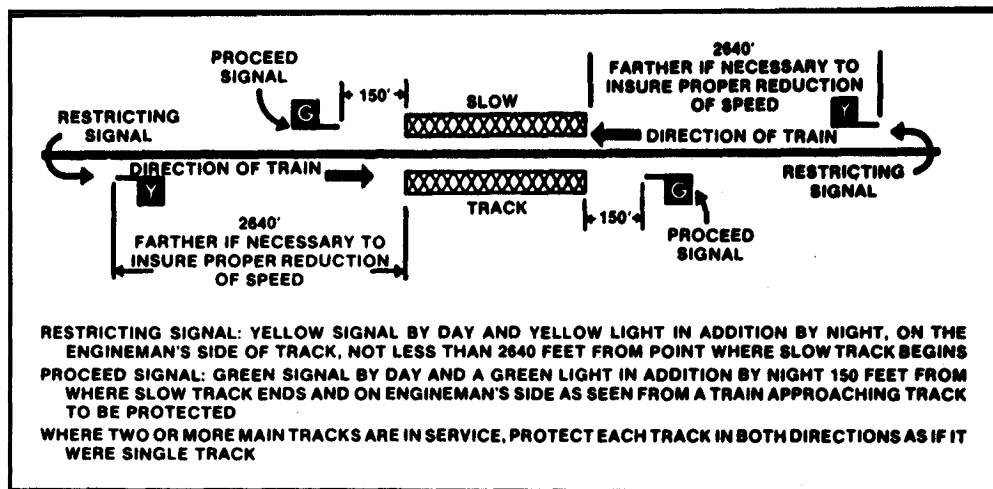 2640'
PROCEED
SIGNAL
FARTHER IF NECESSARY TO
INSURE PROPER REDUCTION
OF SPEED
150'
SLOW
G
Y
RESTRICTING
SIGNAL
DIRECTION OF TRAIN
DIRECTION OF TRAIN
RESTRICTING
SIGNAL
Y
TRACK
150'
G
2640'
FARTHER IF NECESSARY TO
INSURE PROPER REDUCTION
OF SPEED
PROCEED
SIGNAL
RESTRICTING SIGNAL: YELLOW SIGNAL BY DAY AND YELLOW LIGHT IN ADDITION BY NIGHT, ON THE
ENGINEMAN'S SIDE OF TRACK, NOT LESS THAN 2640 FEET FROM POINT WHERE SLOW TRACK BEGINS
PROCEED SIGNAL: GREEN SIGNAL BY DAY AND A GREEN LIGHT IN ADDITION BY NIGHT 150 FEET FROM
WHERE SLOW TRACK ENDS AND ON ENGINEMAN'S SIDE AS SEEN FROM A TRAIN APPROACHING TRACK
TO BE PROTECTED
WHERE TWO OR MORE MAIN TRACKS ARE IN SERVICE, PROTECT EACH TRACK IN BOTH DIRECTIONS AS IF IT
WERE SINGLE TRACK